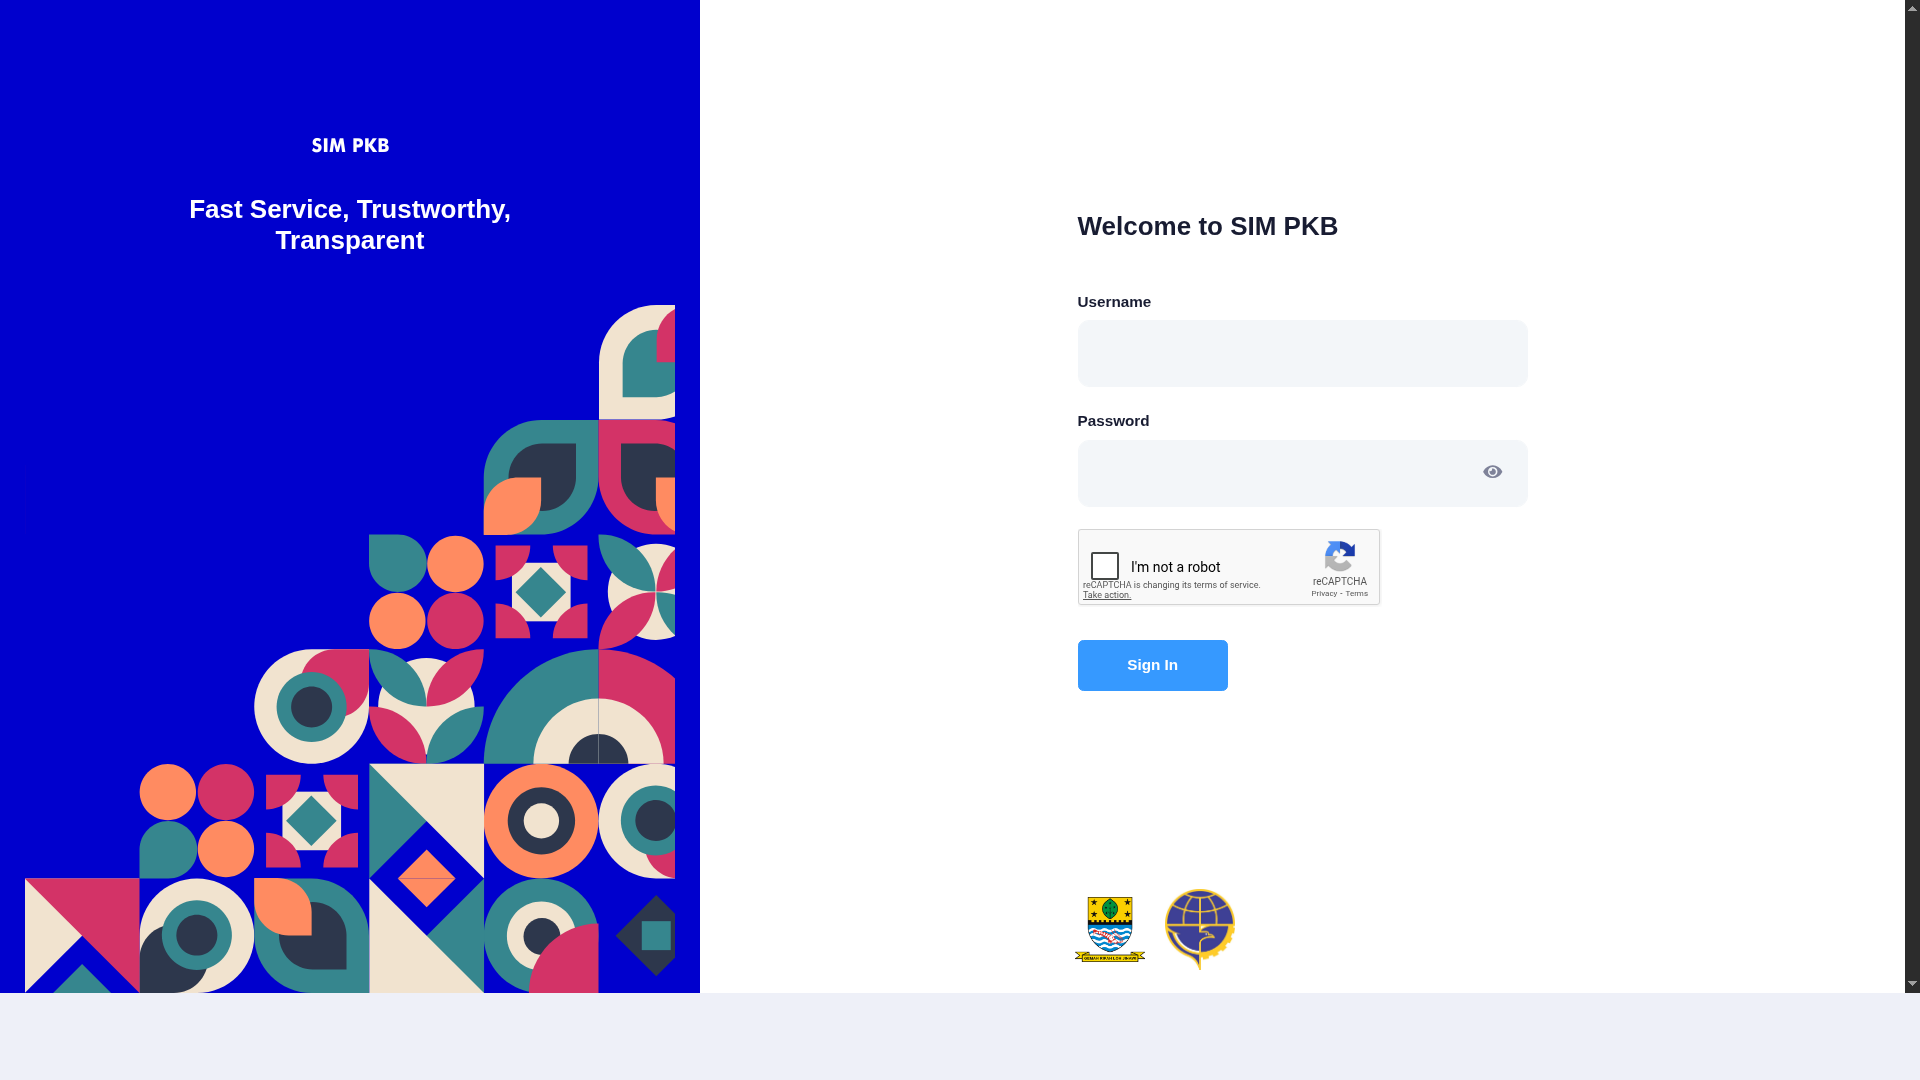 SIM PKB
Fast Service, Trustworthy,
Transparent
Welcome to SIM PKB
Username
Password
I'm not a robot
reCAPTCHA
reCAPTCHA is changing its terms of service.
Take action.
Privacy - Terms
Sign In